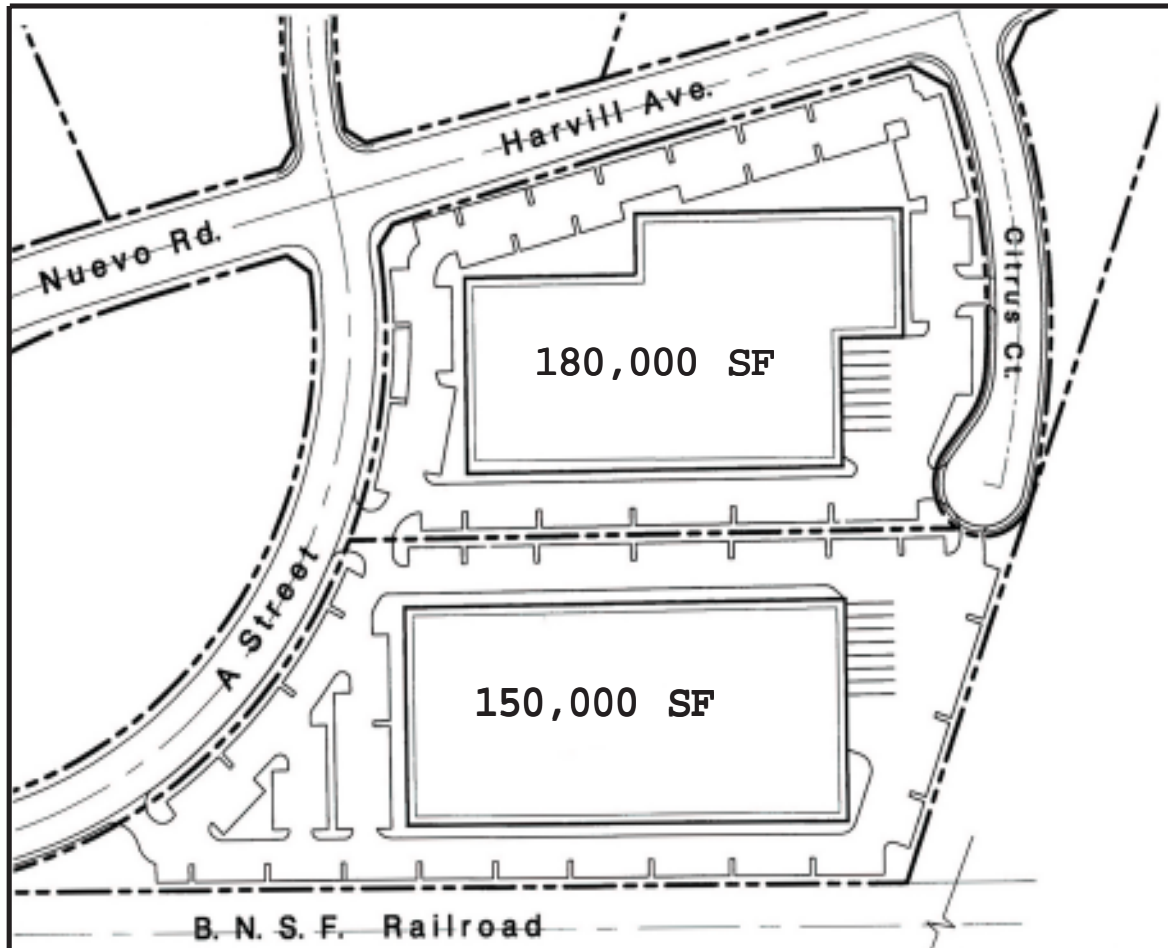 Harvill Ave.
Nuevo Rd.
Citrus Ct.
180,000 SF
A Street
150,000 SF
B. N. S. F. Railroad